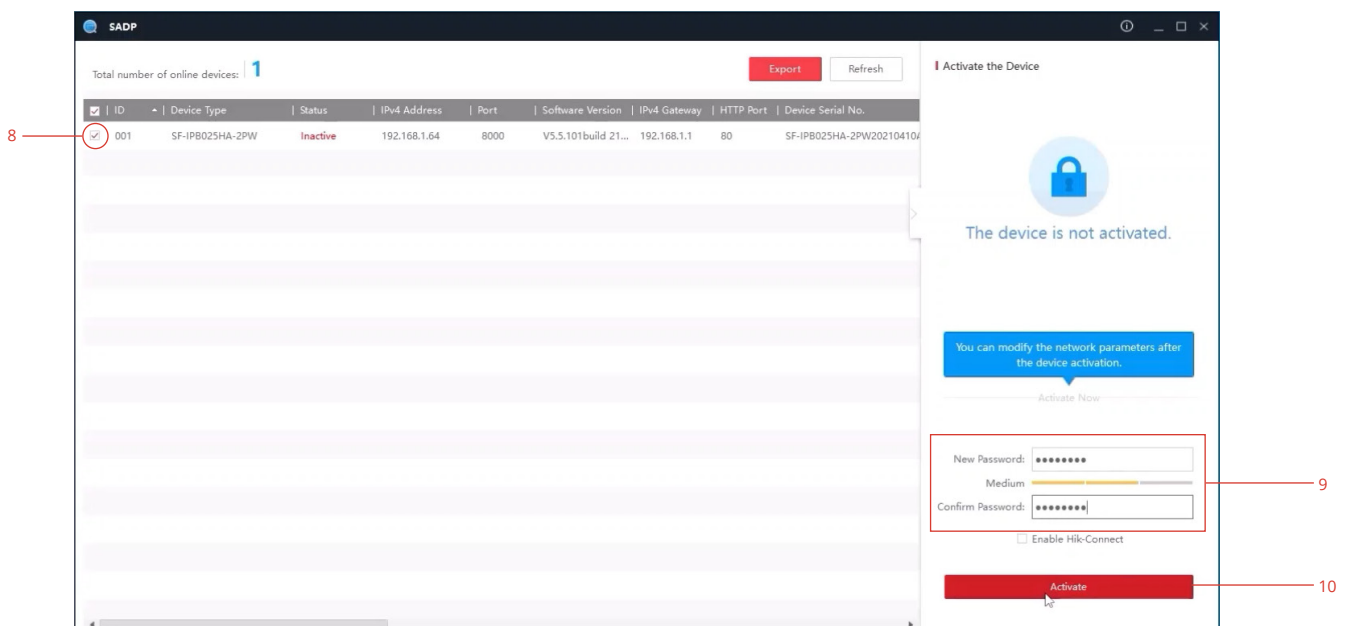 SADP
Total number of online devices: 1
Export
Refresh
Activate the Device
ID | Device Type | Status | IPv4 Address | Port | Software Version | IPv4 Gateway | HTTP Port | Device Serial No.
8
001 SF-IPB025HA-2PW Inactive 192.168.1.64 8000 V5.5.101build 21... 192.168.1.1 80 SF-IPB025HA-2PW20210410
The device is not activated.
You can modify the network parameters after
the device activation.
Activate Now
New Password: ••••••••
Medium
9
Confirm Password: ••••••••
Enable Hik-Connect
Activate
10